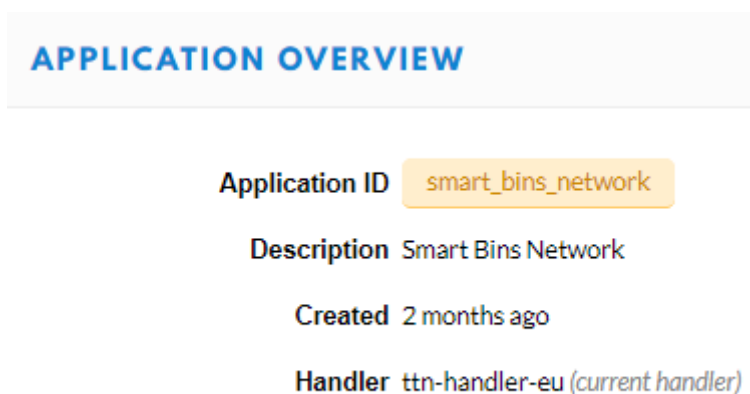 APPLICATION OVERVIEW
Application ID smart_bins_network
Description Smart Bins Network
Created 2 months ago
Handler ttn-handler-eu (current handler)